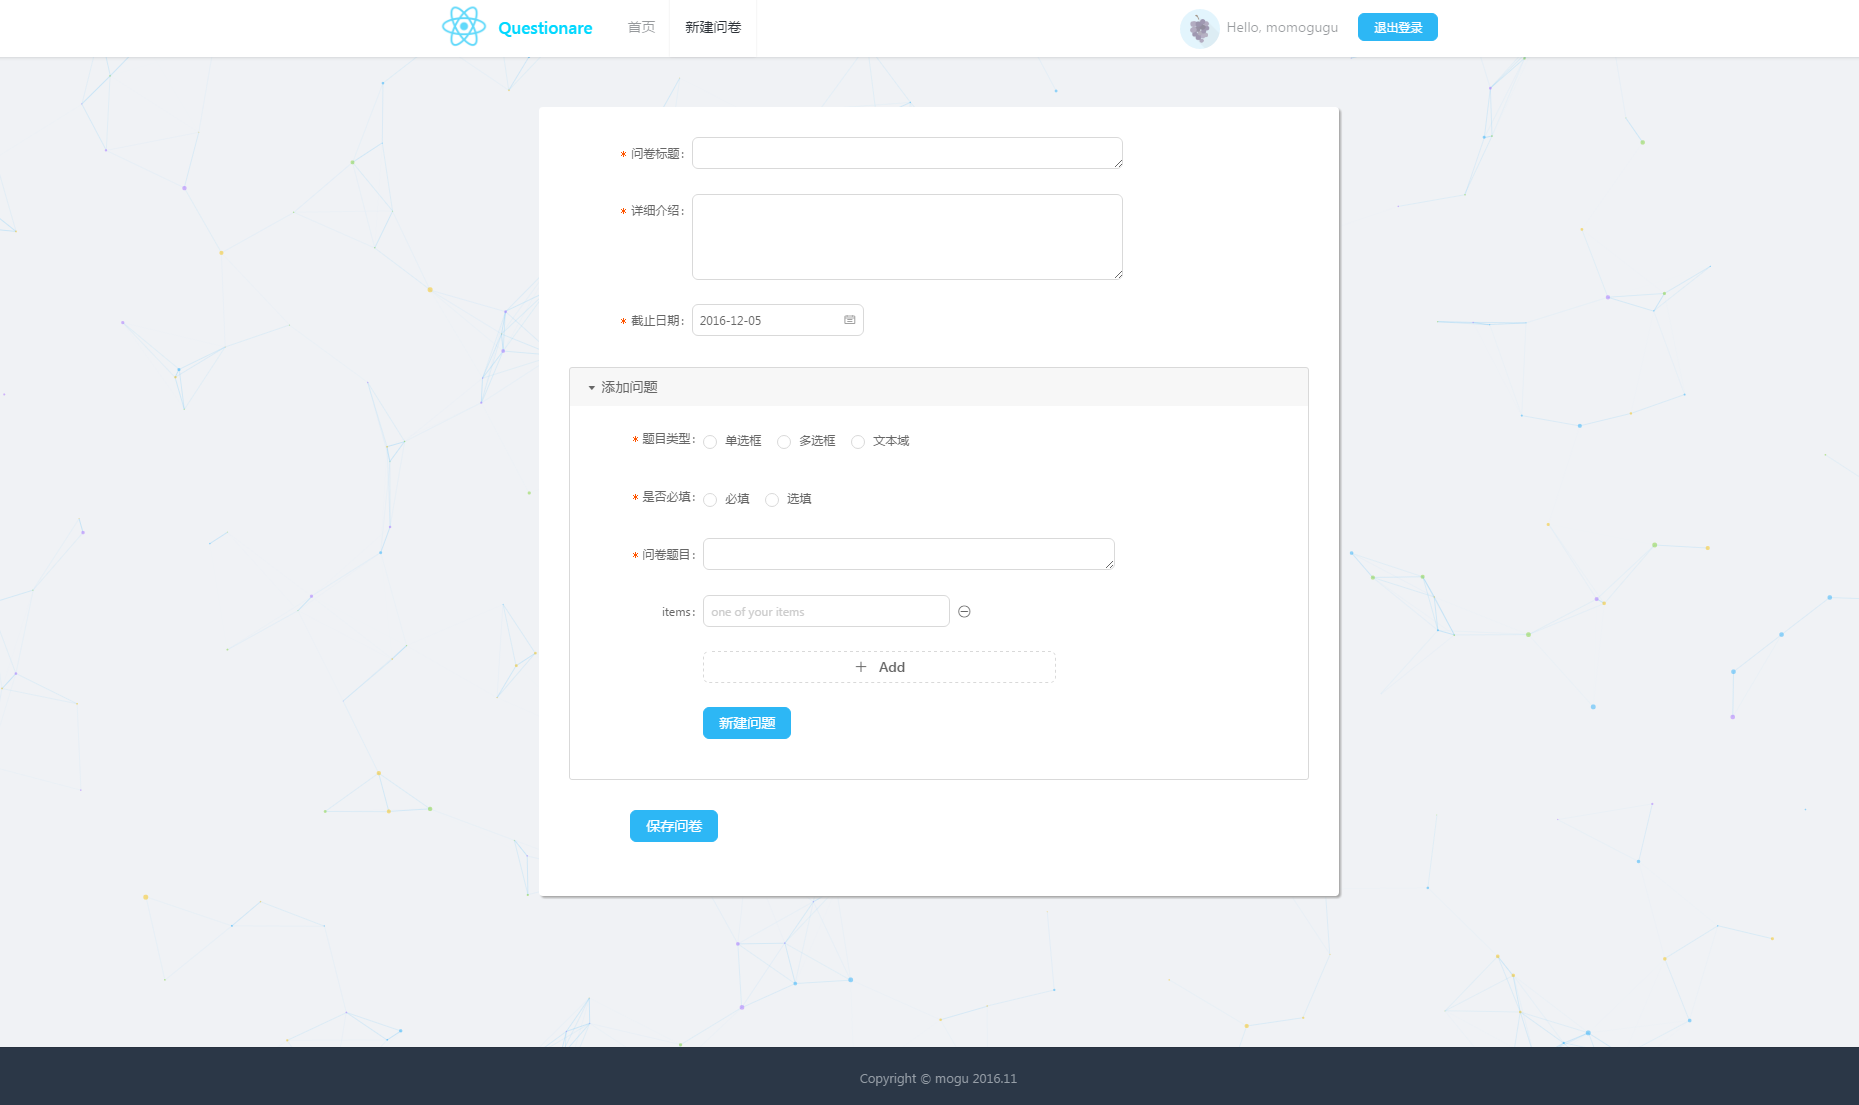 Questionare 首页 新建问卷 Hello, momogugu 退出登录
* 问卷标题:
* 详细介绍:
* 截止日期: 2016-12-05
添加问题
* 题目类型: 单选框 多选框 文本域
* 是否必填: 必填 选填
* 问卷题目:
items: one of your items
+ Add
新建问题
保存问卷
Copyright © mogu 2016.11